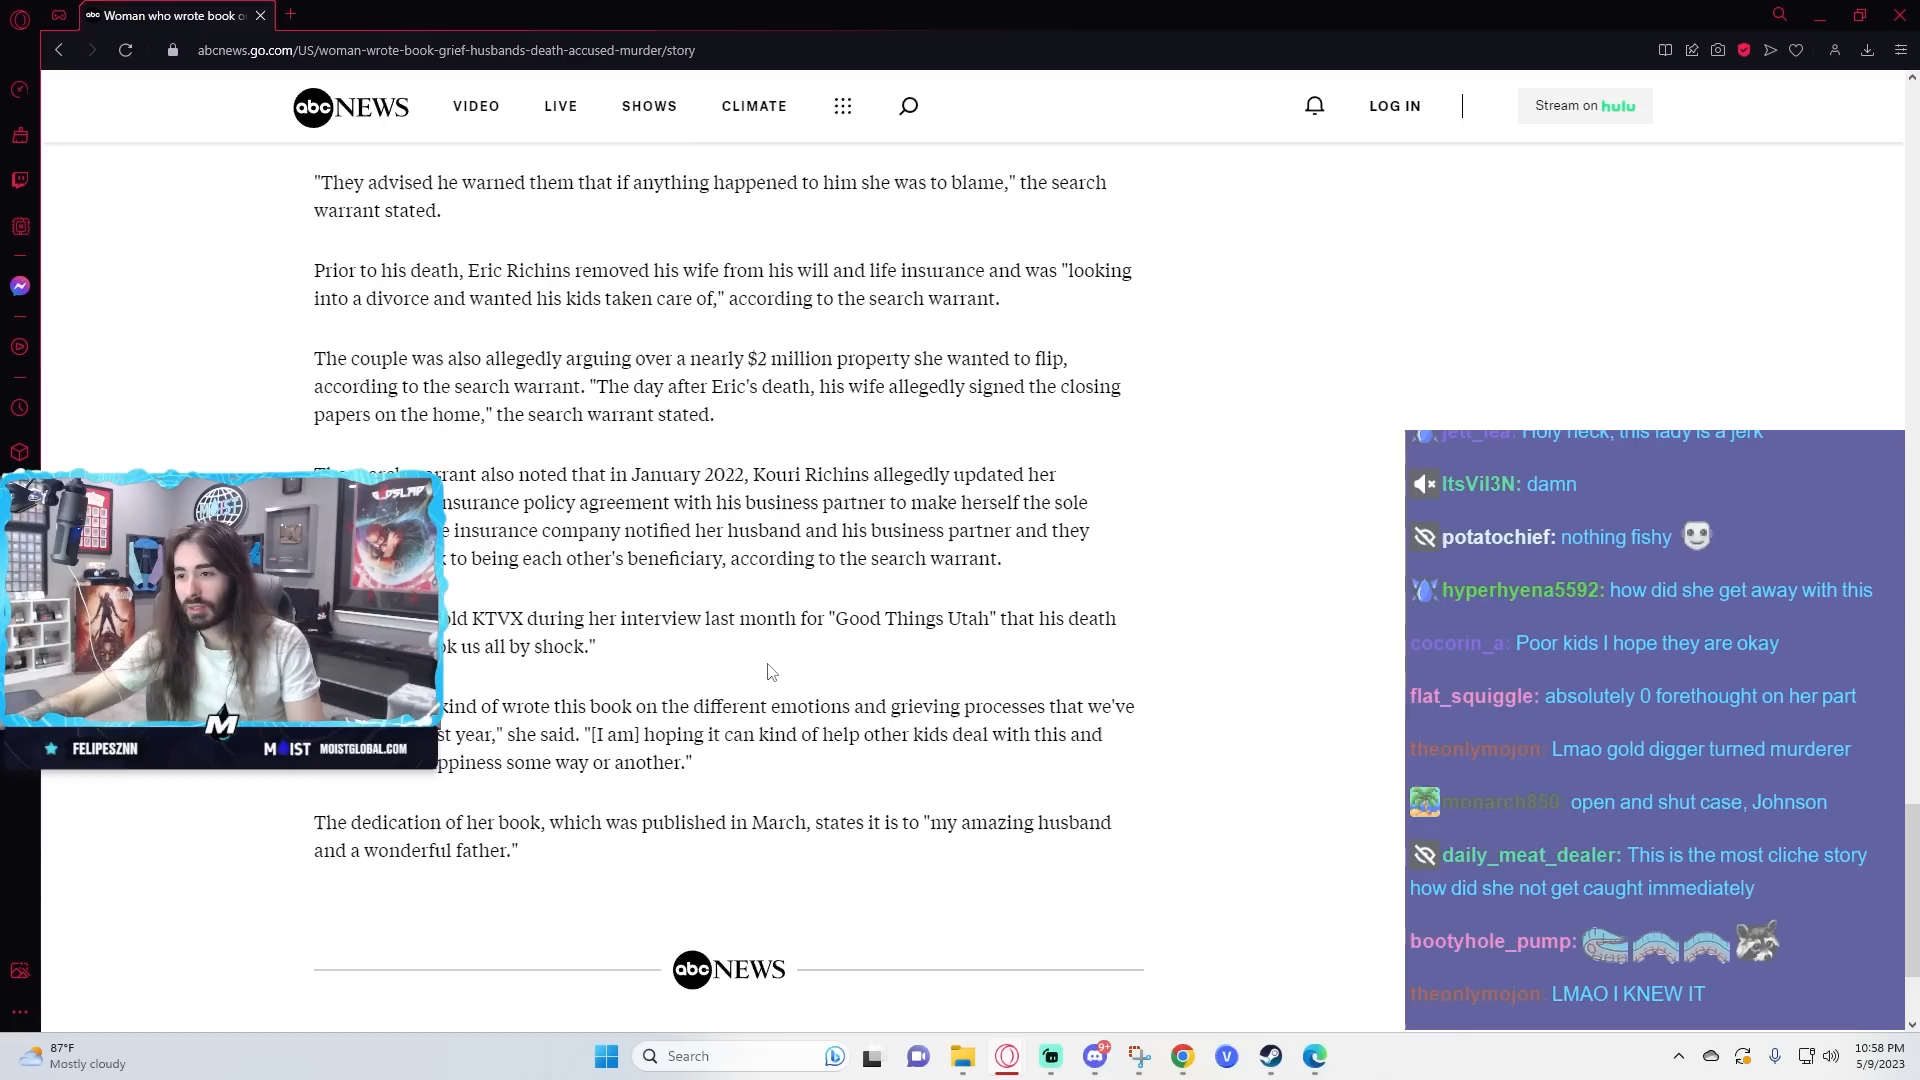 Woman who wrote book o
abcnews.go.com/US/woman-wrote-book-grief-husbands-death-accused-murder/story
abc NEWS VIDEO LIVE SHOWS CLIMATE LOG IN Stream on hulu
"They advised he warned them that if anything happened to him she was to blame," the search
warrant stated.
Prior to his death, Eric Richins removed his wife from his will and life insurance and was "looking
into a divorce and wanted his kids taken care of," according to the search warrant.
The couple was also allegedly arguing over a nearly $2 million property she wanted to flip,
according to the search warrant. "The day after Eric's death, his wife allegedly signed the closing
papers on the home," the search warrant stated.
also noted that in January 2022, Kouri Richins allegedly updated her
nsurance policy agreement with his business partner to make herself the sole
e insurance company notified her husband and his business partner and they
to being each other's beneficiary, according to the search warrant.
old KTVX during her interview last month for "Good Things Utah" that his death
ok us all by shock."
kind of wrote this book on the different emotions and grieving processes that we've
st year," she said. "[I am] hoping it can kind of help other kids deal with this and
ppiness some way or another."
The dedication of her book, which was published in March, states it is to "my amazing husband
and a wonderful father."
abc NEWS
MOIST
FELIPESZNN MOIST MOISTGLOBAL.COM
jett_lea: Holy heck, this lady is a jerk
ItsVil3N: damn
potatochief: nothing fishy
hyperhyena5592: how did she get away with this
cocorin_a: Poor kids I hope they are okay
flat_squiggle: absolutely 0 forethought on her part
theonlymojon: Lmao gold digger turned murderer
monarch850: open and shut case, Johnson
daily_meat_dealer: This is the most cliche story
how did she not get caught immediately
bootyhole_pump:
theonlymojon: LMAO I KNEW IT
87°F
Mostly cloudy
Search
9+
10:58 PM
5/9/2023